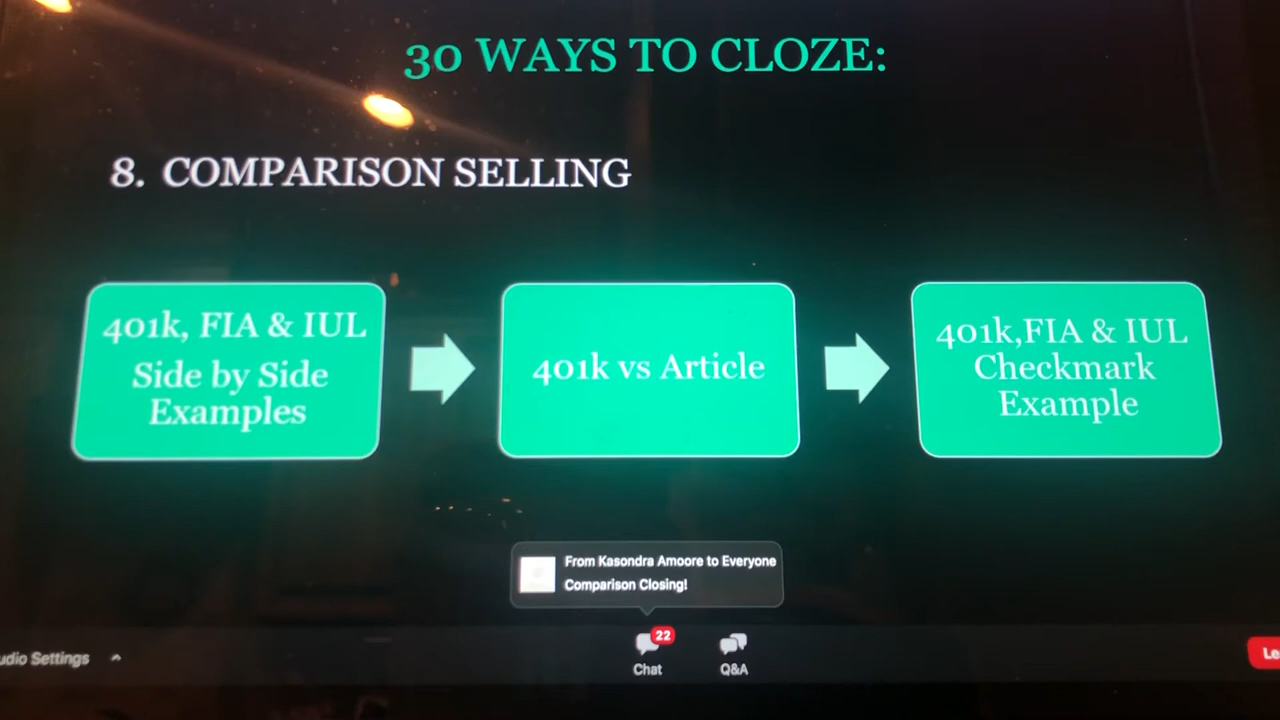 30 WAYS TO CLOZE:
8. COMPARISON SELLING
401k, FIA & IUL
Side by Side
Examples
401k vs Article
401k,FIA & IUL
Checkmark
Example
From Kasondra Amoore to Everyone
Comparison Closing!
udio Settings
22
Chat
Q&A
Le